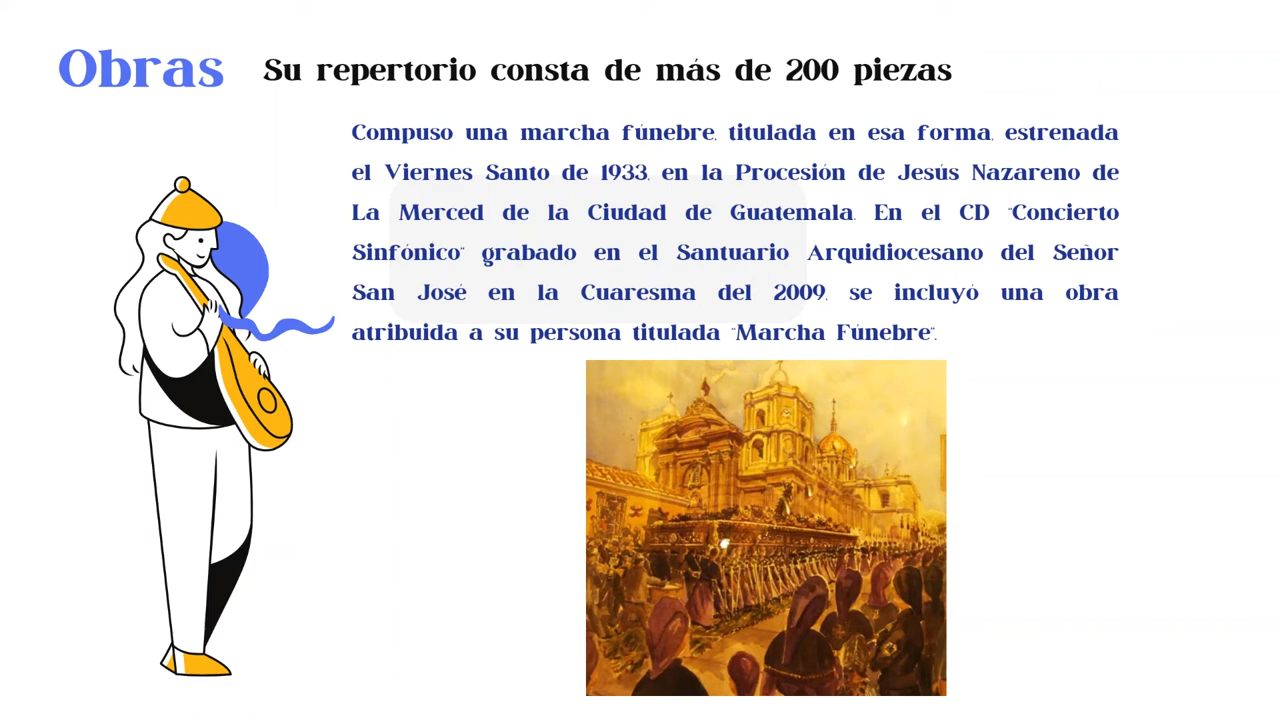 Obras Su repertorio consta de más de 200 piezas
Compuso una marcha fúnebre, titulada en esa forma, estrenada
el Viernes Santo de 1933, en la Procesión de Jesús Nazareno de
La Merced de la Ciudad de Guatemala. En el CD "Concierto
Sinfónico" grabado en el Santuario Arquidiocesano del Señor
San José en la Cuaresma del 2009, se incluyó una obra
atribuida a su persona titulada "Marcha Fúnebre".